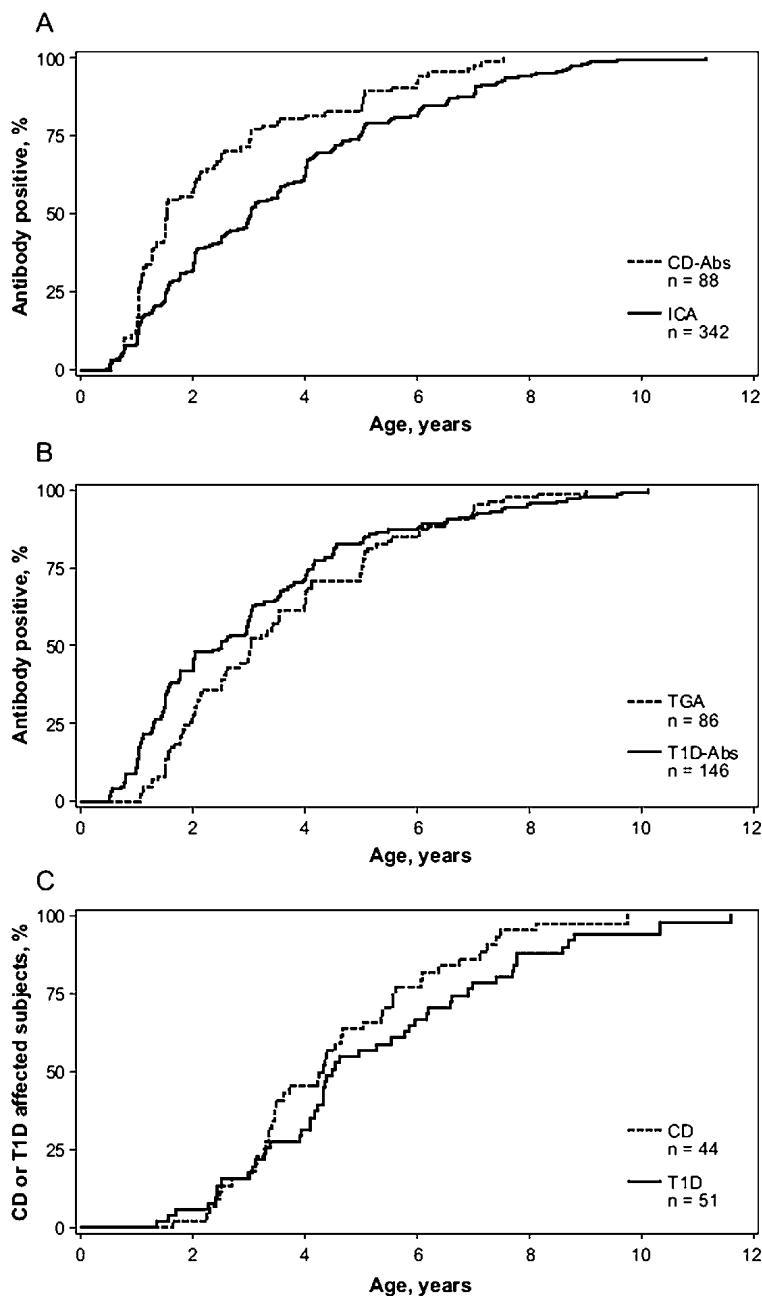 A
Antibody positive, %
100
75
50
25
0
CD-Abs
n = 88
ICA
n = 342
0 2 4 6 8 10 12
Age, years
B
Antibody positive, %
100
75
50
25
0
TGA
n = 86
T1D-Abs
n = 146
0 2 4 6 8 10 12
Age, years
C
CD or T1D affected subjects, %
100
75
50
25
0
CD
n = 44
T1D
n = 51
0 2 4 6 8 10 12
Age, years